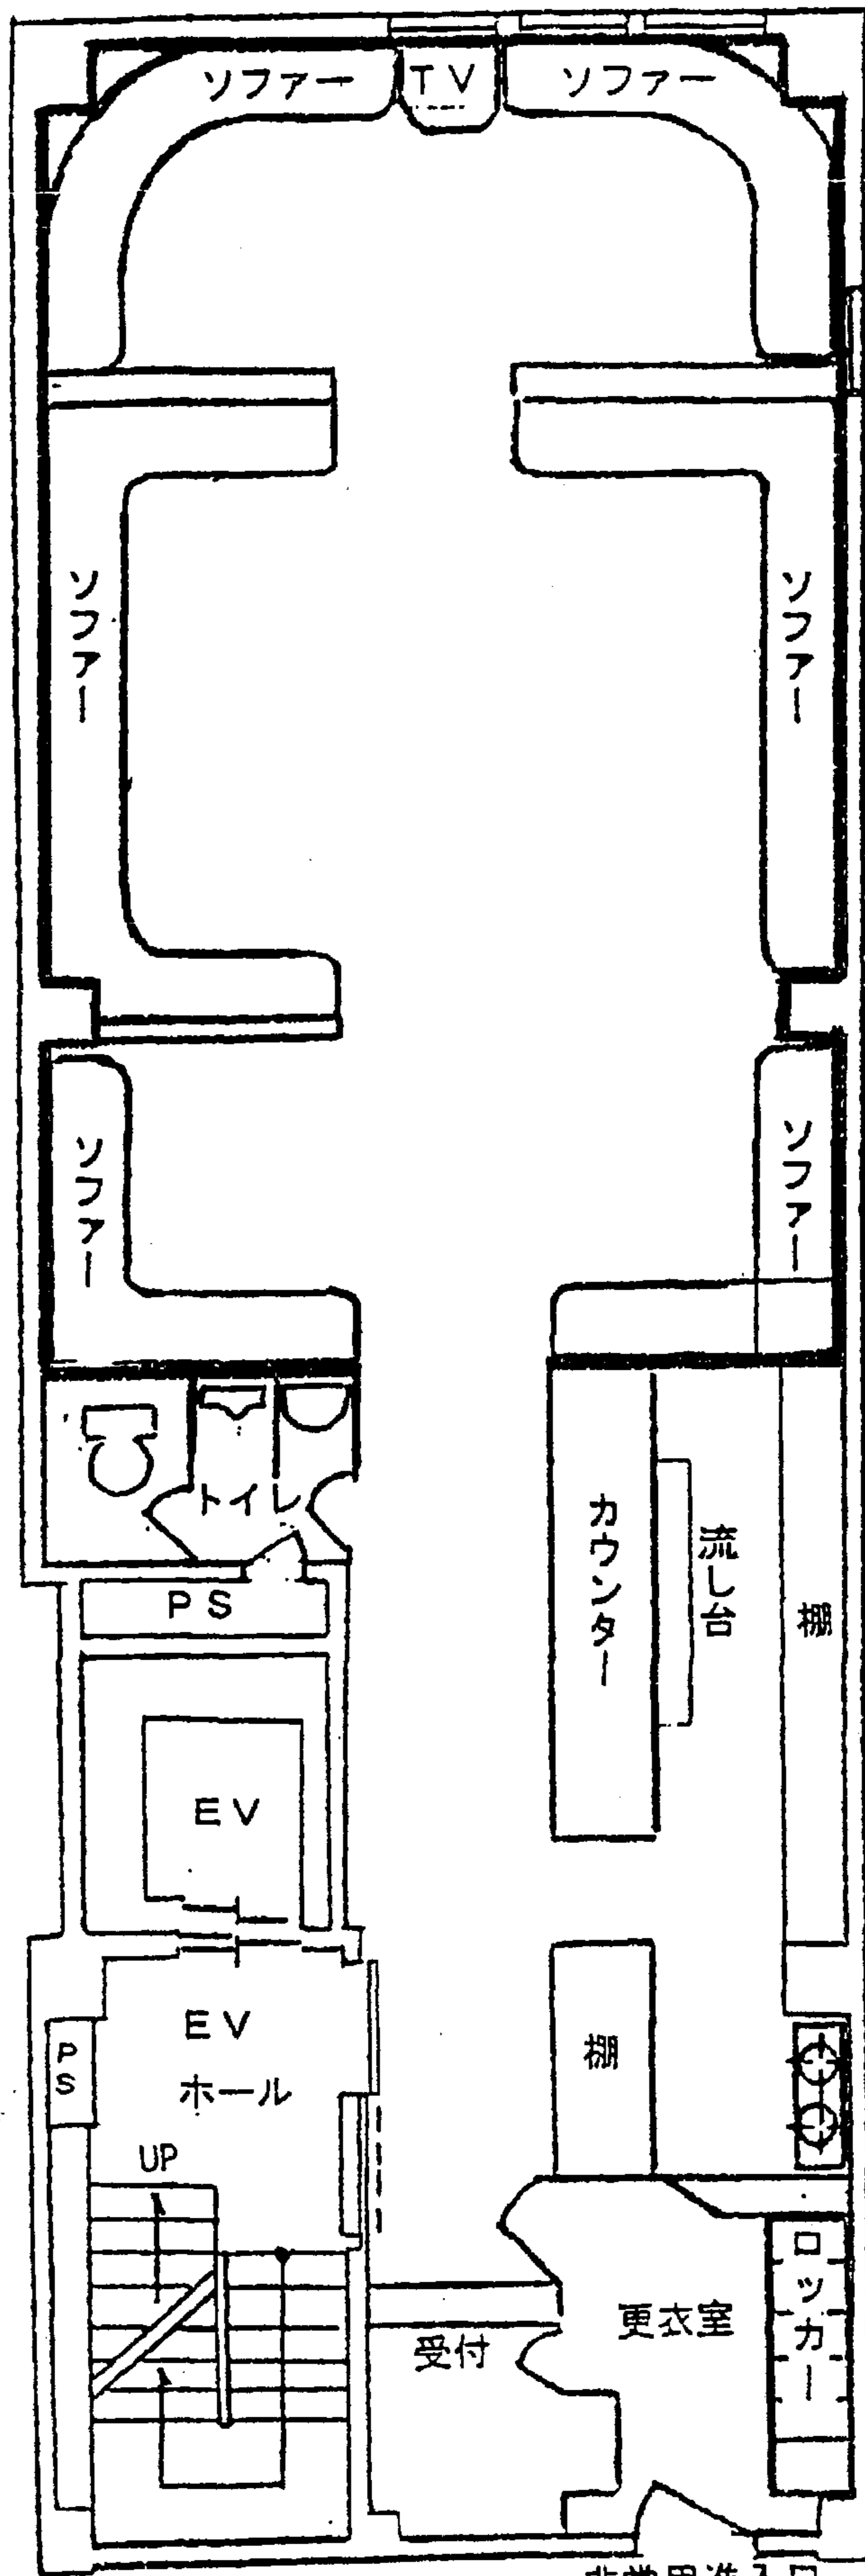 ソファー
TV
ソファー
ソファー
ソファー
ソファー
ソファー
トイレ
カウンター
流し台
棚
PS
EV
EV
ホール
棚
PS
UP
ロッカー
更衣室
受付